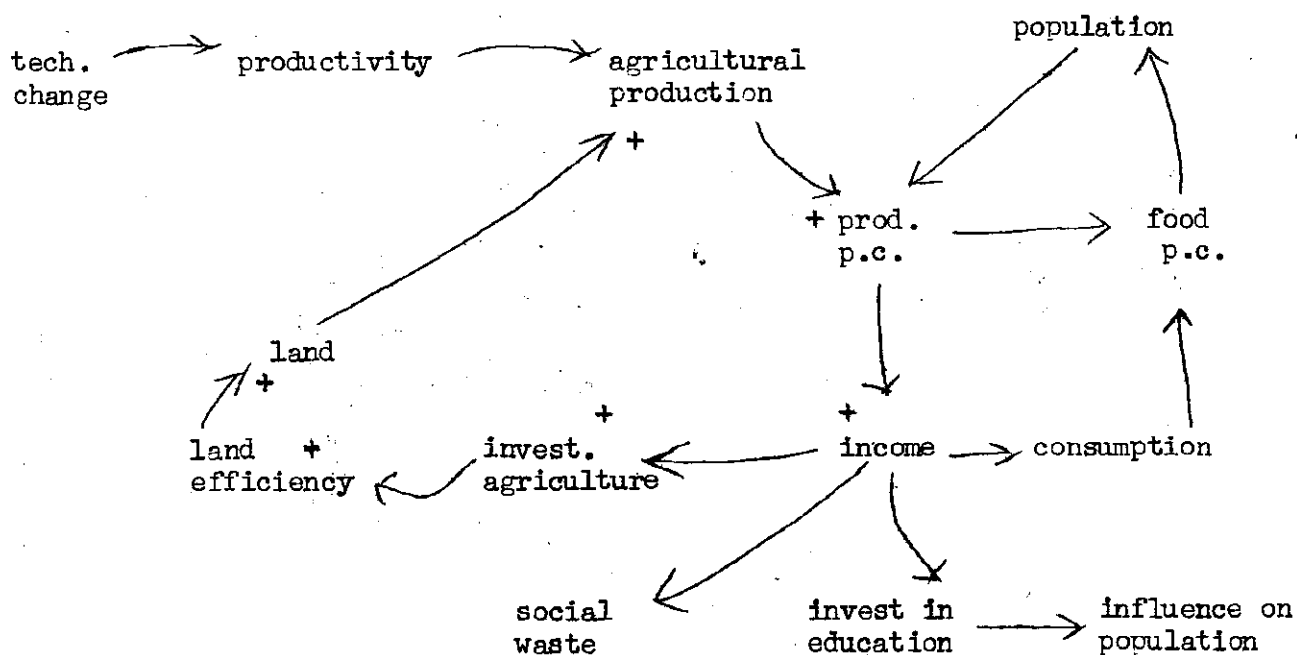 population
tech.
change
productivity
agricultural
production
+
+ prod.
p.c.
food
p.c.
land
+
+
+
land +
efficiency
invest.
agriculture
income
consumption
social
waste
invest in
education
influence on
population